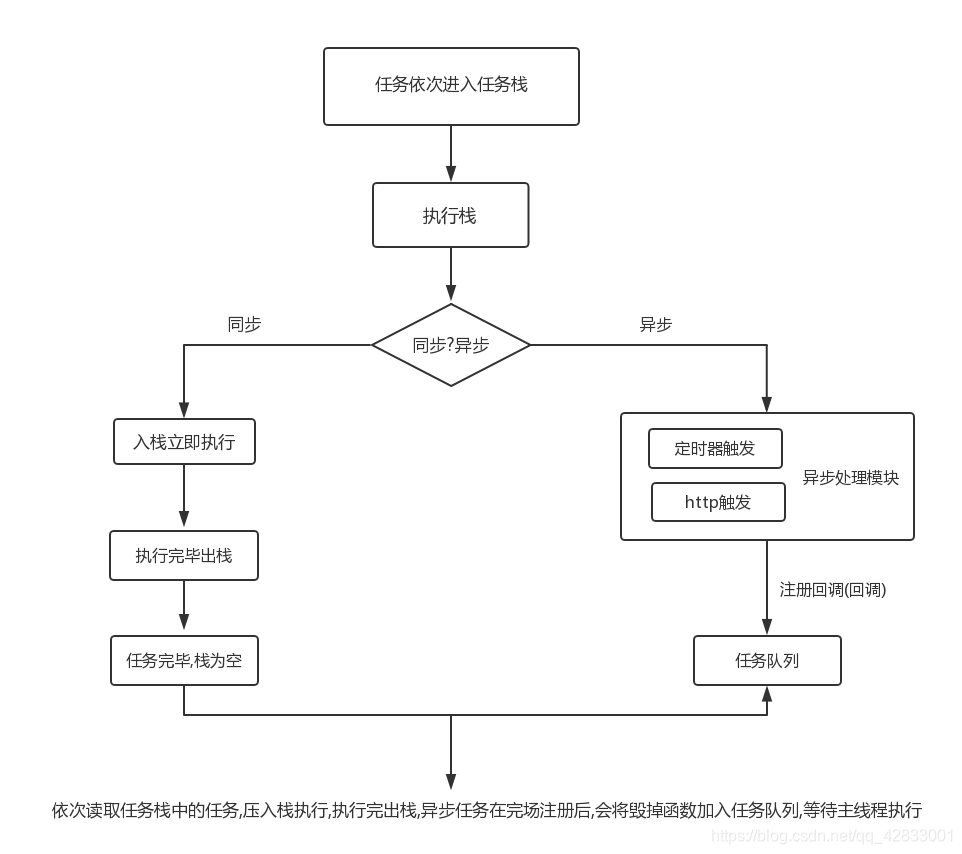 任务依次进入任务栈
执行栈
同步?异步
同步
异步
入栈立即执行
执行完毕出栈
任务完毕,栈为空
定时器触发
http触发
异步处理模块
注册回调(回调)
任务队列
依次读取任务栈中的任务,压入栈执行,执行完出栈,异步任务在完场注册后,会将毁掉函数加入任务队列,等待主线程执行
https://blog.csdn.net/qq_42833001